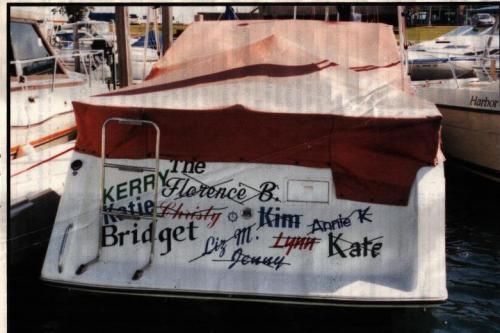 The
KERRY Florence B.
Katie Christy Kim Annie K
Bridget Liz M. Lynn Kate
Jenny
Harbor